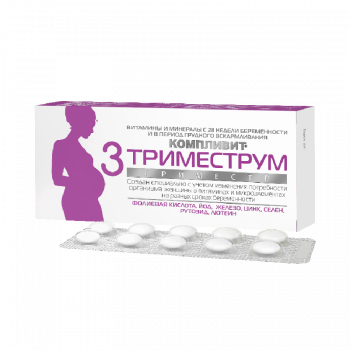 ВИТАМИНЫ И МИНЕРАЛЫ С 28 НЕДЕЛИ БЕРЕМЕННОСТИ
И В ПЕРИОД ГРУДНОГО ВСКАРМЛИВАНИЯ
КОМПЛИВИТ
3 ТРИМЕСТРУМ
ТРИМЕСТР
Создан специально с учетом изменения потребности
организма женщины в витаминах и микроэлементах
на разных сроках беременности
ФОЛИЕВАЯ КИСЛОТА, ЙОД, ЖЕЛЕЗО, ЦИНК, СЕЛЕН,
РУТОЗИД, ЛЮТЕИН